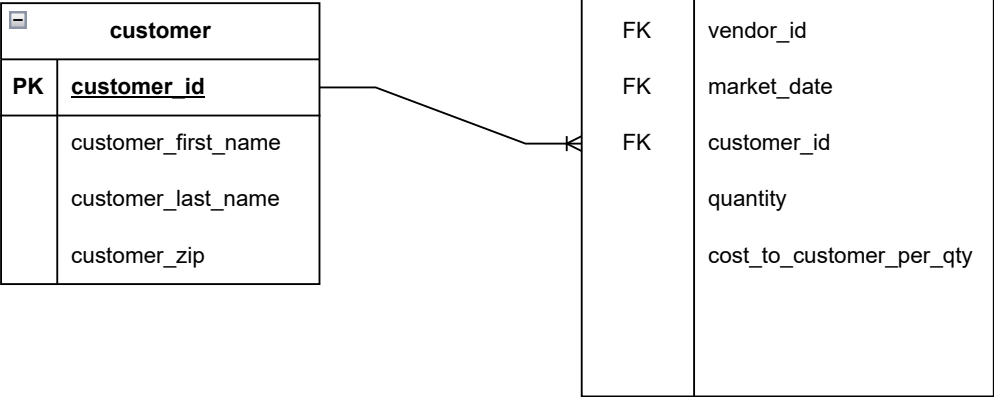 customer
PK customer_id
customer_first_name
customer_last_name
customer_zip
FK vendor_id
FK market_date
FK customer_id
quantity
cost_to_customer_per_qty